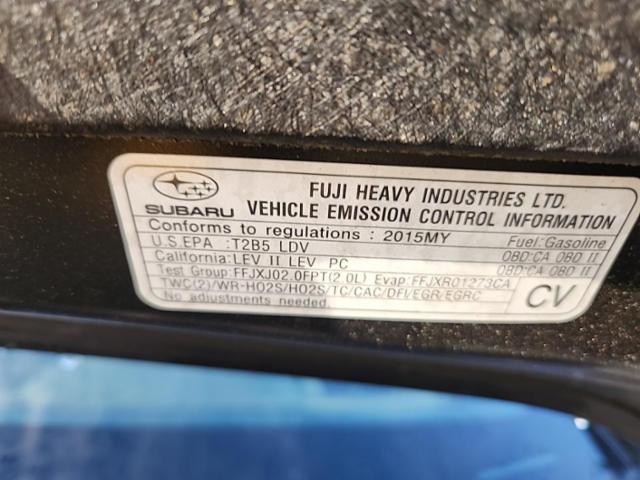 FUJI HEAVY INDUSTRIES LTD.
SUBARU VEHICLE EMISSION CONTROL INFORMATION
Conforms to regulations : 2015MY Fuel:Gasoline
U.S.EPA :T2B5 LDV OBD:CA OBD II
California:LEV II LEV PC OBD:CA OBD II
Test Group:FFJXJ02.0FPT(2.0L) Evap:FFJXR01273CA
TWC(2)/WR-HO2S/HO2S/TC/CAC/DFI/EGR/EGRC
No adjustments needed. CV